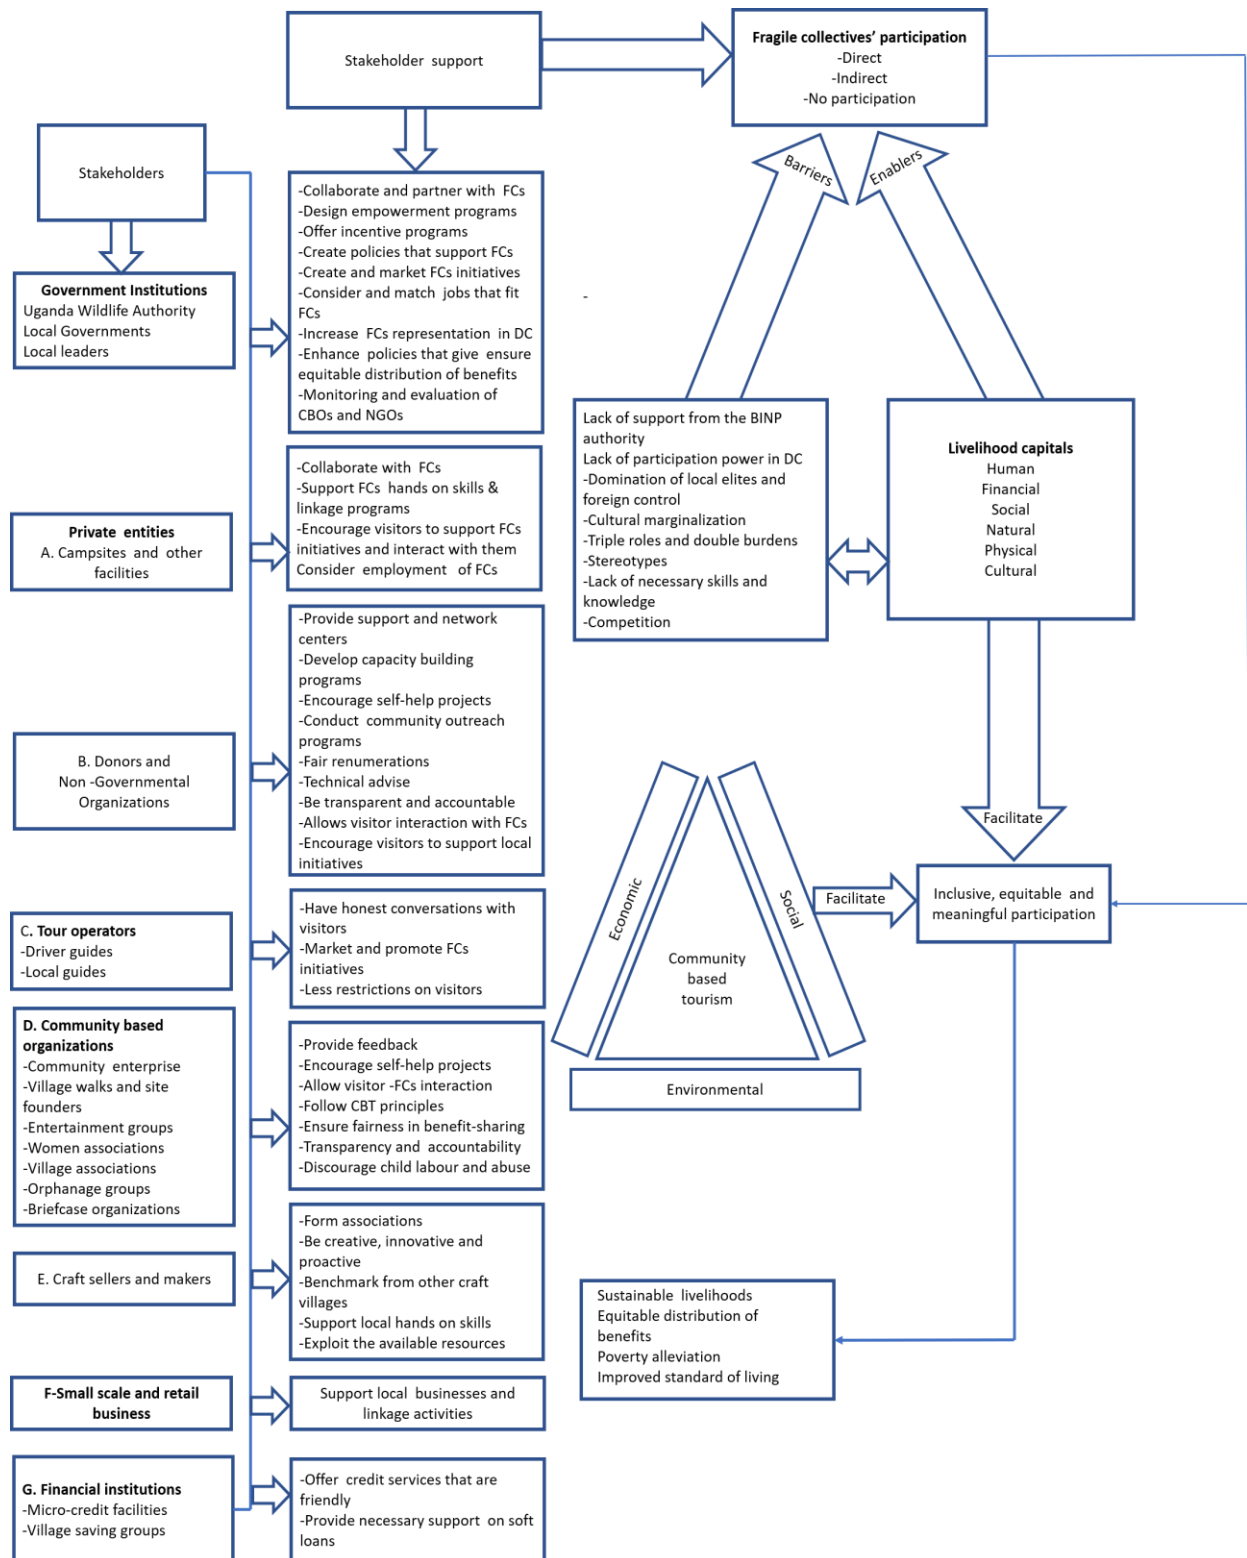 Stakeholder support
Fragile collectives' participation
-Direct
-Indirect
-No participation
Stakeholders
Barriers
Enablers
Government Institutions
Uganda Wildlife Authority
Local Governments
Local leaders
-Collaborate and partner with FCs
-Design empowerment programs
-Offer incentive programs
-Create policies that support FCs
-Create and market FCs initiatives
-Consider and match jobs that fit
FCs
-Increase FCs representation in DC
-Enhance policies that give ensure
equitable distribution of benefits
-Monitoring and evaluation of
CBOs and NGOs
-
Private entities
A. Campsites and other
facilities
-Collaborate with FCs
-Support FCs hands on skills &
linkage programs
-Encourage visitors to support FCs
initiatives and interact with them
Consider employment of FCs
Lack of support from the BINP
authority
Lack of participation power in DC
-Domination of local elites and
foreign control
-Cultural marginalization
-Triple roles and double burdens
-Stereotypes
-Lack of necessary skills and
knowledge
-Competition
Livelihood capitals
Human
Financial
Social
Natural
Physical
Cultural
B. Donors and
Non -Governmental
Organizations
-Provide support and network
centers
-Develop capacity building
programs
-Encourage self-help projects
-Conduct community outreach
programs
-Fair renumerations
-Technical advise
-Be transparent and accountable
-Allows visitor interaction with FCs
-Encourage visitors to support local
initiatives
Facilitate
Economic
Social
Community
based
tourism
Environmental
Facilitate
Inclusive, equitable and
meaningful participation
C. Tour operators
-Driver guides
-Local guides
-Have honest conversations with
visitors
-Market and promote FCs
initiatives
-Less restrictions on visitors
D. Community based
organizations
-Community enterprise
-Village walks and site
founders
-Entertainment groups
-Women associations
-Village associations
-Orphanage groups
-Briefcase organizations
-Provide feedback
-Encourage self-help projects
-Allow visitor -FCs interaction
-Follow CBT principles
-Ensure fairness in benefit-sharing
-Transparency and accountability
-Discourage child labour and abuse
E. Craft sellers and makers
-Form associations
-Be creative, innovative and
proactive
-Benchmark from other craft
villages
-Support local hands on skills
-Exploit the available resources
Sustainable livelihoods
Equitable distribution of
benefits
Poverty alleviation
Improved standard of living
F-Small scale and retail
business
Support local businesses and
linkage activities
G. Financial institutions
-Micro-credit facilities
-Village saving groups
-Offer credit services that are
friendly
-Provide necessary support on soft
loans